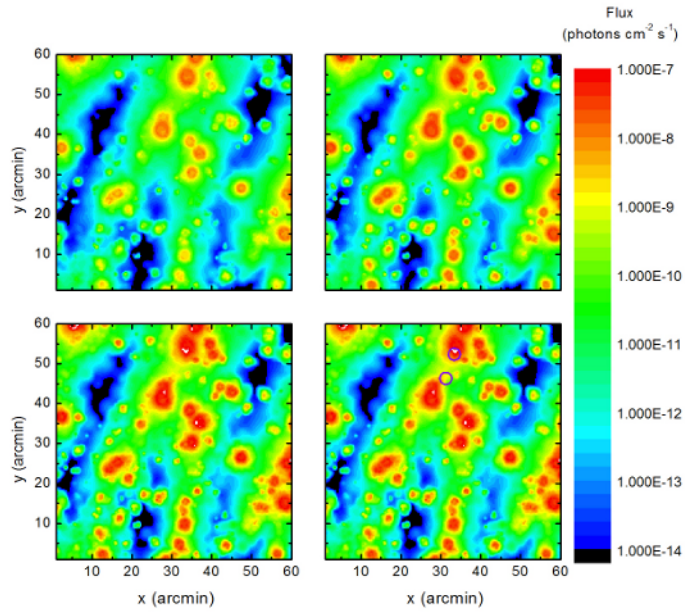 Flux
(photons cm⁻² s⁻¹)
60
50
40
30
20
10
y (arcmin)
1.000E-7
1.000E-8
1.000E-9
1.000E-10
1.000E-11
1.000E-12
1.000E-13
1.000E-14
60
50
40
30
20
10
y (arcmin)
10 20 30 40 50 60
10 20 30 40 50 60
x (arcmin)
x (arcmin)